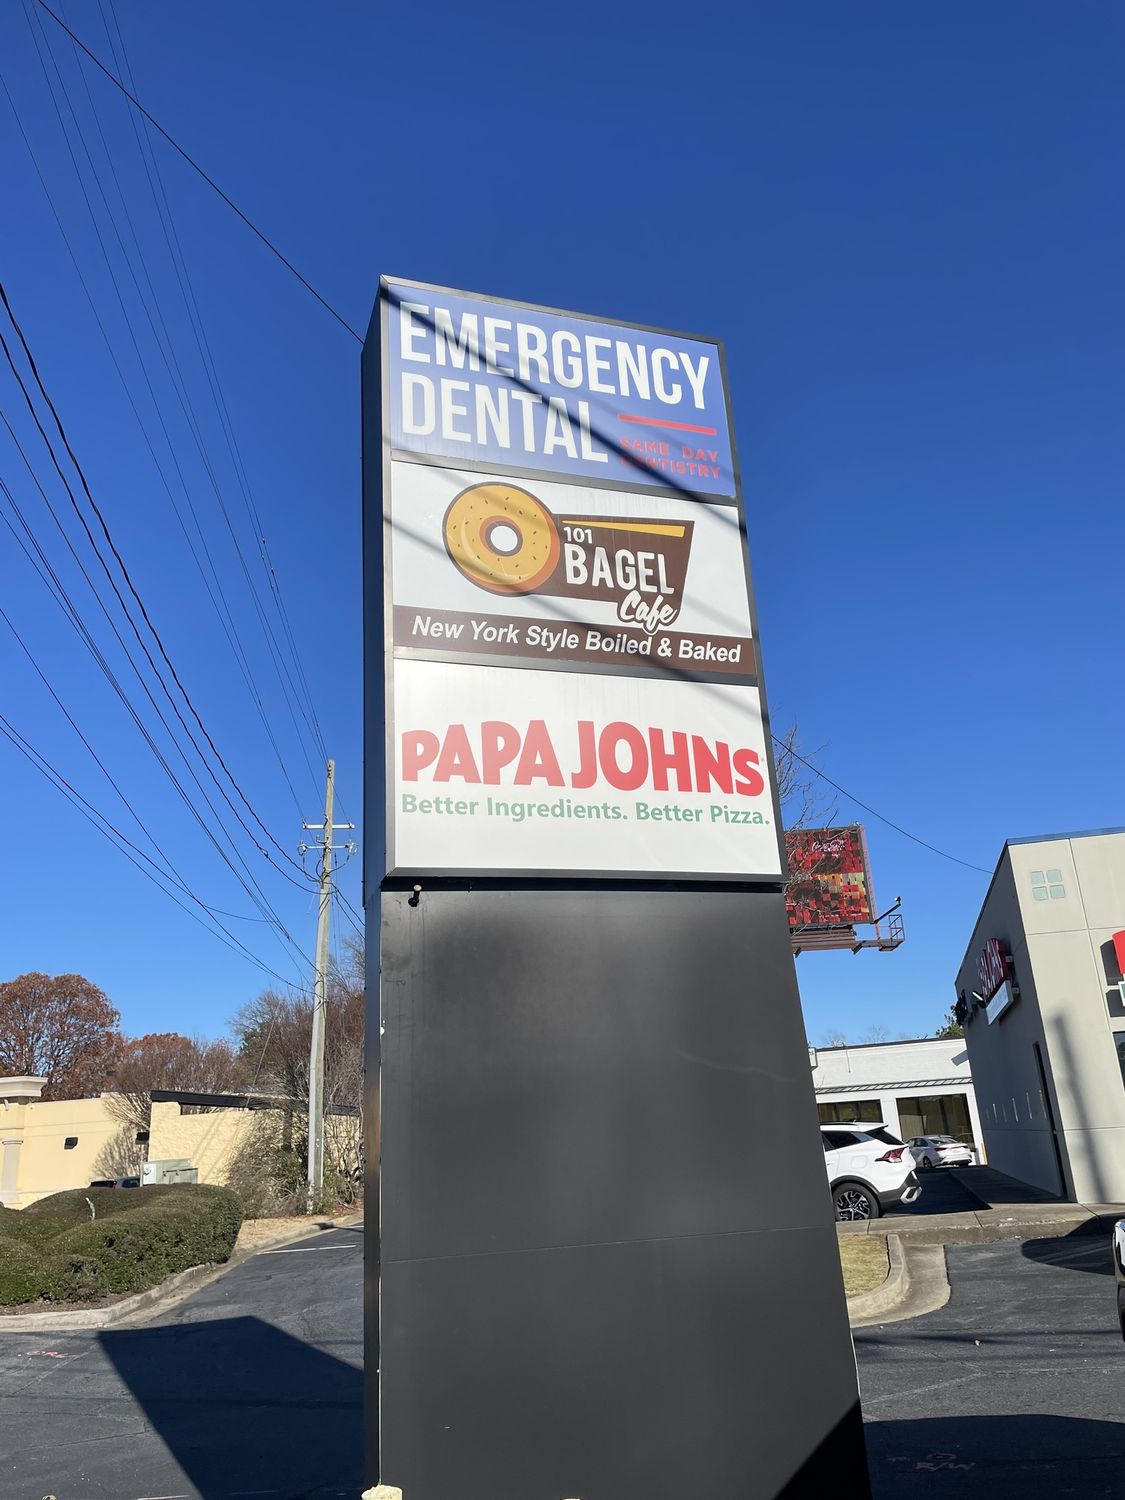 EMERGENCY
DENTAL
SAME DAY
DENTISTRY
101
BAGEL
Cafe
New York Style Boiled & Baked
PAPA JOHNS
Better Ingredients. Better Pizza.
R/W